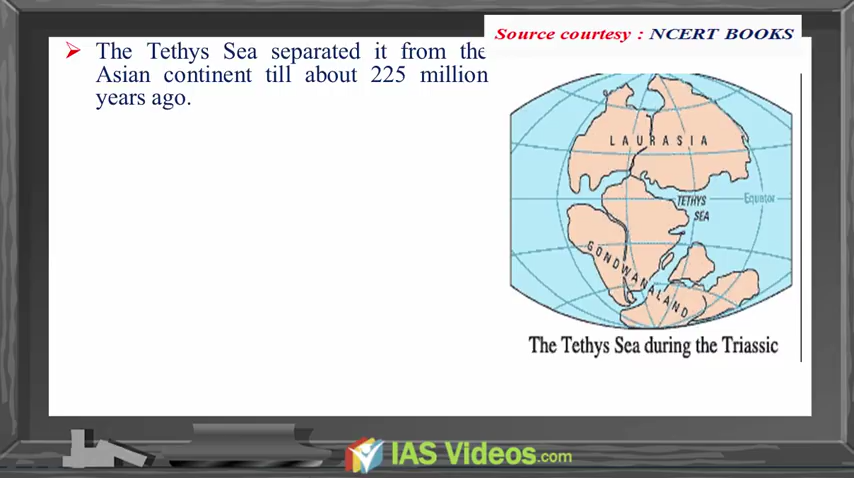 Source courtesy : NCERT BOOKS
➢ The Tethys Sea separated it from the
Asian continent till about 225 million
years ago.
LAURASIA
TETHYS
SEA
Equator
GONDWANALAND
The Tethys Sea during the Triassic
IAS Videos.com